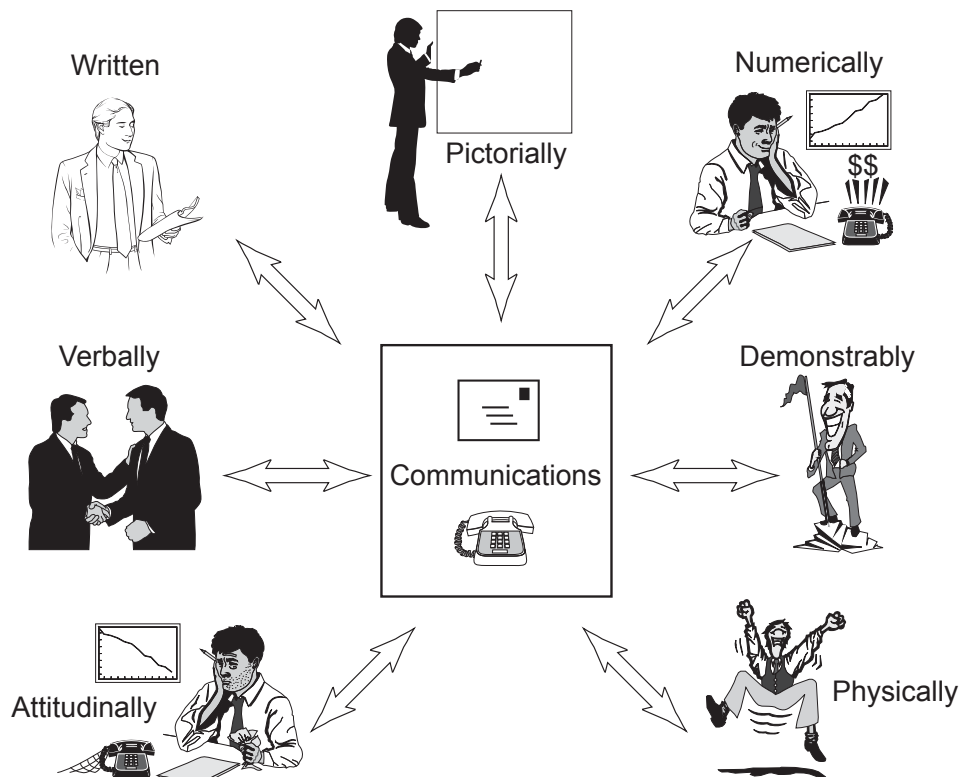 Written
Pictorially
Numerically
$$
Verbally
Communications
Demonstrably
Attitudinally
Physically